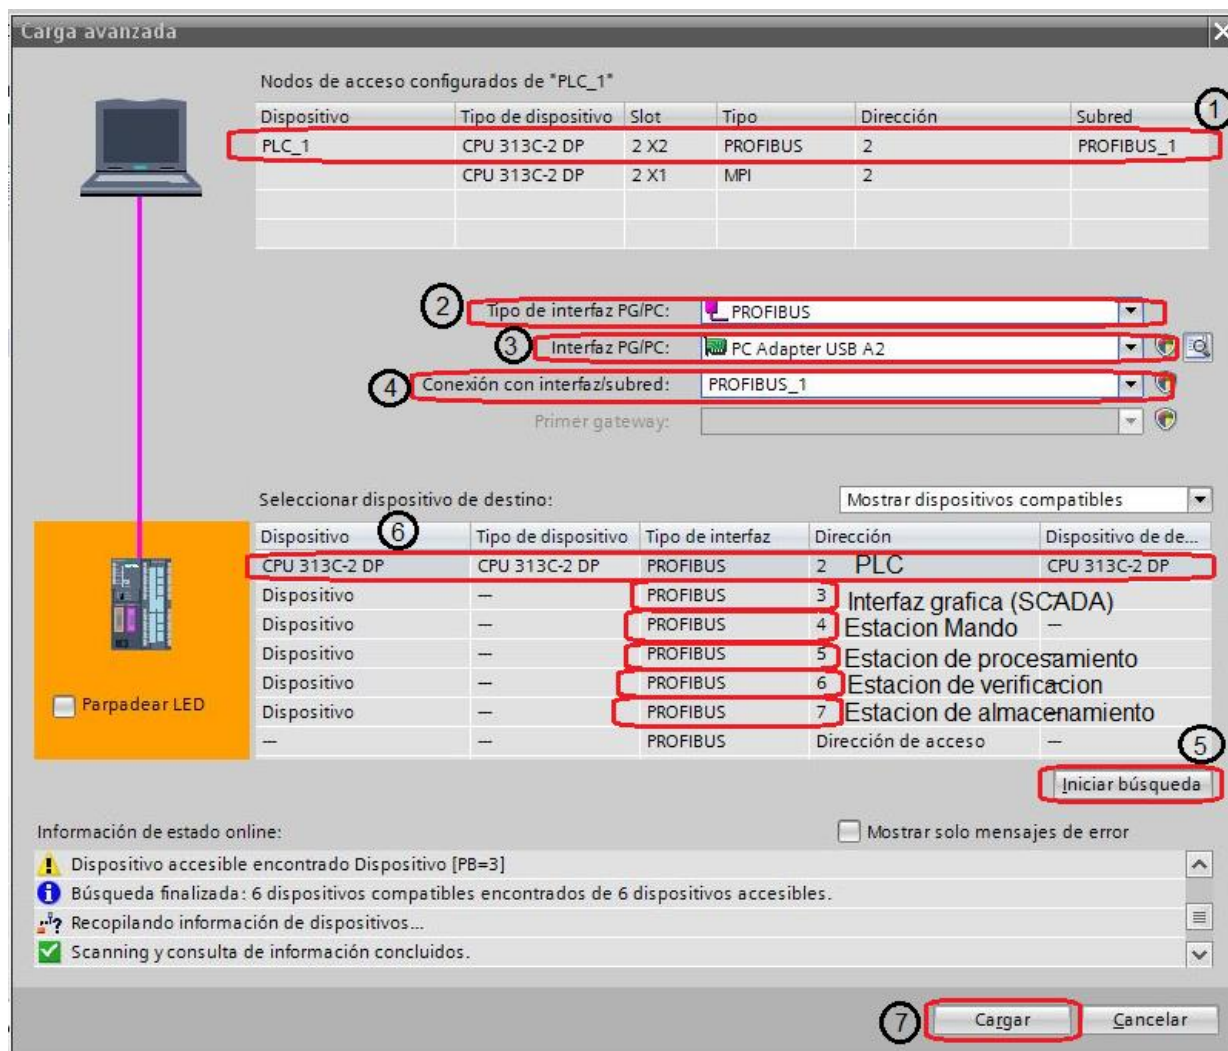 Carga avanzada
Nodos de acceso configurados de "PLC_1"
1
Dispositivo Tipo de dispositivo Slot Tipo Dirección Subred
PLC_1 CPU 313C-2 DP 2 X2 PROFIBUS 2 PROFIBUS_1
CPU 313C-2 DP 2 X1 MPI 2
2 Tipo de interfaz PG/PC: PROFIBUS
3 Interfaz PG/PC: PC Adapter USB A2
4 Conexión con interfaz/subred: PROFIBUS_1
Primer gateway:
Seleccionar dispositivo de destino: Mostrar dispositivos compatibles
Dispositivo 6 Tipo de dispositivo Tipo de interfaz Dirección Dispositivo de de...
CPU 313C-2 DP CPU 313C-2 DP PROFIBUS 2 PLC CPU 313C-2 DP
Dispositivo — PROFIBUS 3 Interfaz grafica (SCADA) —
Dispositivo — PROFIBUS 4 Estacion Mando —
Dispositivo — PROFIBUS 5 Estacion de procesamiento —
Dispositivo — PROFIBUS 6 Estacion de verificacion —
Dispositivo — PROFIBUS 7 Estacion de almacenamiento —
— — PROFIBUS Dirección de acceso —
Parpadear LED
5
Iniciar búsqueda
Información de estado online: Mostrar solo mensajes de error
Dispositivo accesible encontrado Dispositivo [PB=3]
Búsqueda finalizada: 6 dispositivos compatibles encontrados de 6 dispositivos accesibles.
Recopilando información de dispositivos...
Scanning y consulta de información concluidos.
7 Cargar Cancelar